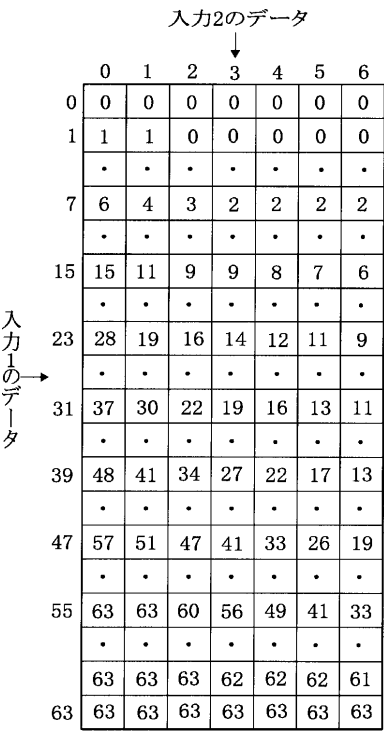 入力2のデータ
0 1 2 3 4 5 6
0 0 0 0 0 0 0 0
1 1 1 0 0 0 0 0
・ ・ ・ ・ ・ ・ ・
7 6 4 3 2 2 2 2
・ ・ ・ ・ ・ ・ ・
15 15 11 9 9 8 7 6
・ ・ ・ ・ ・ ・ ・
23 28 19 16 14 12 11 9
・ ・ ・ ・ ・ ・ ・
31 37 30 22 19 16 13 11
・ ・ ・ ・ ・ ・ ・
39 48 41 34 27 22 17 13
・ ・ ・ ・ ・ ・ ・
47 57 51 47 41 33 26 19
・ ・ ・ ・ ・ ・ ・
55 63 63 60 56 49 41 33
・ ・ ・ ・ ・ ・ ・
63 63 63 62 62 62 61
63 63 63 63 63 63 63 63
入力1のデータ